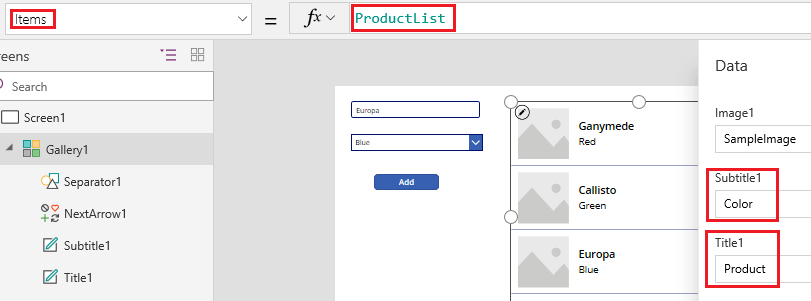 Items
= fx ProductList
reens
Search
Screen1
Gallery1
Separator1
NextArrow1
Subtitle1
Title1
Europa
Blue
Add
Ganymede
Red
Callisto
Green
Europa
Blue
Data
Image1
SampleImage
Subtitle1
Color
Title1
Product